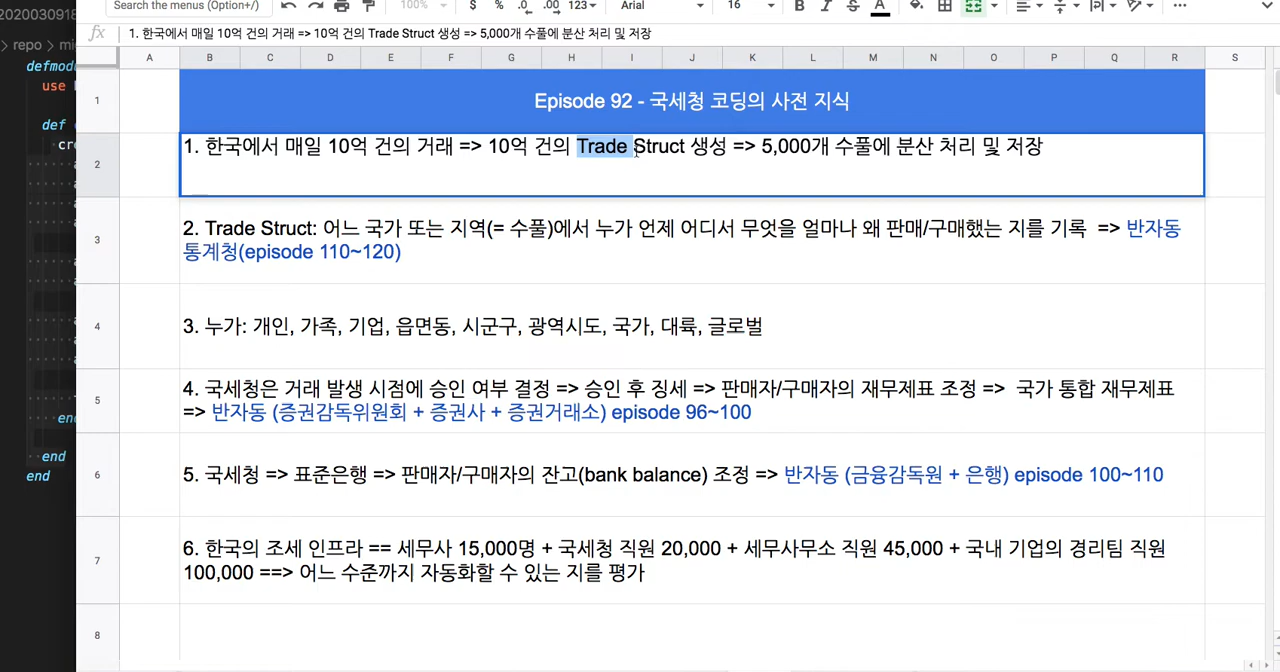 Search the menus (Option+/)
100%
$ % .0 .00 123
Arial
16
B I S A
2020030918
repo
fx
1. 한국에서 매일 10억 건의 거래 => 10억 건의 Trade Struct 생성 => 5,000개 수풀에 분산 처리 및 저장
A B C D E F G H I J K L M N O P Q R S
defmodu
use
def
cr
end
end
end
1
Episode 92 - 국세청 코딩의 사전 지식
2
1. 한국에서 매일 10억 건의 거래 => 10억 건의 Trade Struct 생성 => 5,000개 수풀에 분산 처리 및 저장
3
2. Trade Struct: 어느 국가 또는 지역(= 수풀)에서 누가 언제 어디서 무엇을 얼마나 왜 판매/구매했는 지를 기록 => 반자동
통계청(episode 110~120)
4
3. 누가: 개인, 가족, 기업, 읍면동, 시군구, 광역시도, 국가, 대륙, 글로벌
5
4. 국세청은 거래 발생 시점에 승인 여부 결정 => 승인 후 징세 => 판매자/구매자의 재무제표 조정 => 국가 통합 재무제표
=> 반자동 (증권감독위원회 + 증권사 + 증권거래소) episode 96~100
6
5. 국세청 => 표준은행 => 판매자/구매자의 잔고(bank balance) 조정 => 반자동 (금융감독원 + 은행) episode 100~110
7
6. 한국의 조세 인프라 == 세무사 15,000명 + 국세청 직원 20,000 + 세무사무소 직원 45,000 + 국내 기업의 경리팀 직원
100,000 ==> 어느 수준까지 자동화할 수 있는 지를 평가
8